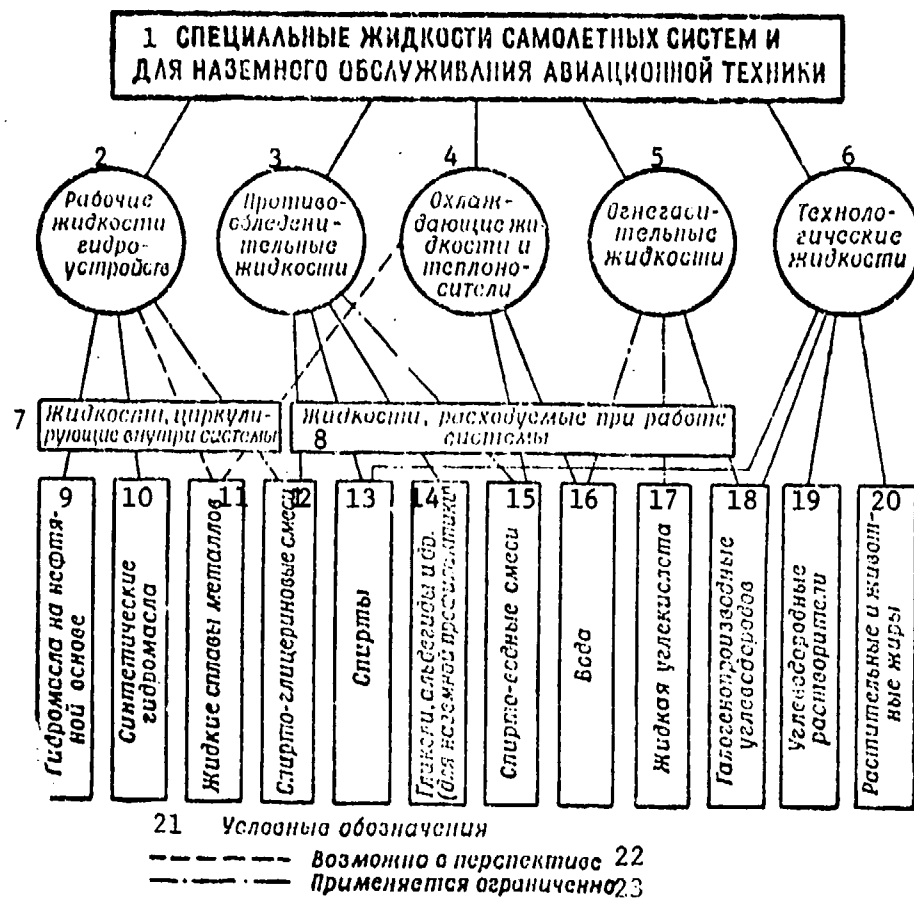 1 СПЕЦИАЛЬНЫЕ ЖИДКОСТИ САМОЛЕТНЫХ СИСТЕМ И
ДЛЯ НАЗЕМНОГО ОБСЛУЖИВАНИЯ АВИАЦИОННОЙ ТЕХНИКИ
2
Рабочие
жидкости
гидро-
устройств
3
Противо-
обледени-
тельные
жидкости
4
Охлаж-
дающие жи-
дкости и
теплоно-
сители
5
Огнегаси-
тельные
жидкости
6
Техноло-
гические
жидкости
7
Жидкости, циркули-
рующие внутри системы
Жидкости, расходуемые при работе
8 системы
9
Гидромасла на нефтя-
ной основе
10
Синтетические
гидромасла
11
Жидкие сплавы металлов
12
Спирто-глицериновые смеси
13
Спирты
14
Гликоли, альдегиды и др.
(для наземной профилактики)
15
Спирто-водные смеси
16
Вода
17
Жидкая углекислота
18
Галогенопроизводные
углеводородов
19
Углеводородные
растворители
20
Растительные и живот-
ные жиры
21 Условные обозначения
Возможно в перспективе 22
Применяется ограниченно 23